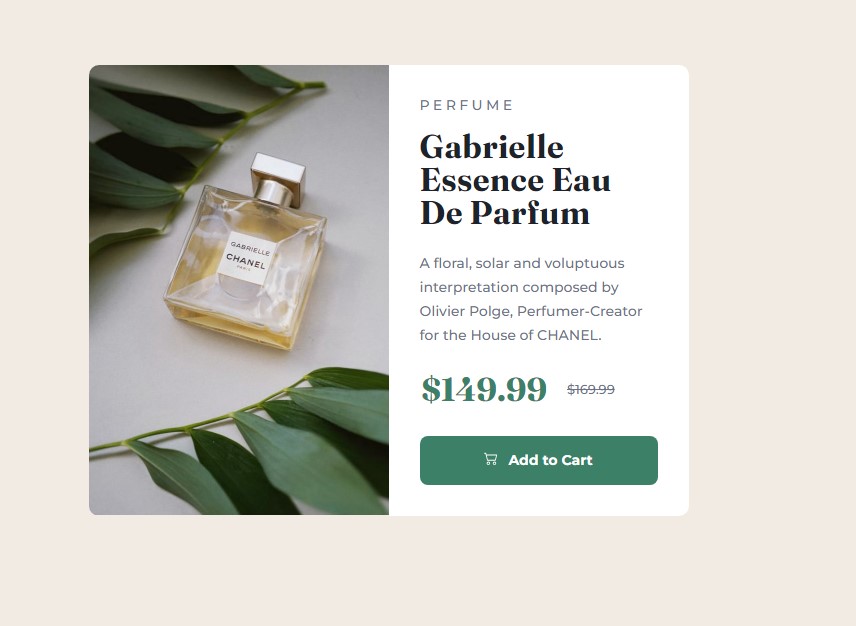 GABRIELLE
CHANEL
PARIS
PERFUME
Gabrielle
Essence Eau
De Parfum
A floral, solar and voluptuous
interpretation composed by
Olivier Polge, Perfumer-Creator
for the House of CHANEL.
$149.99 $169.99
Add to Cart